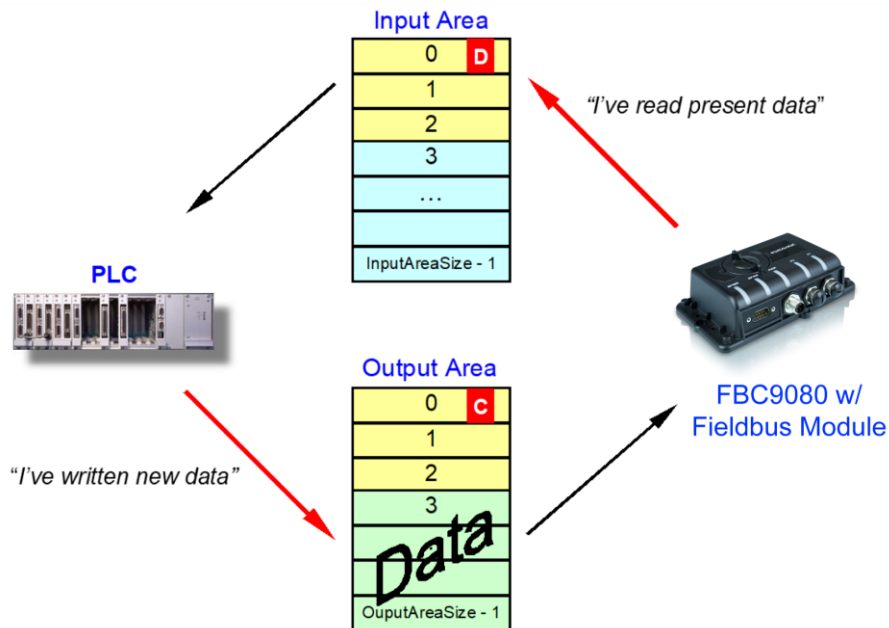 Input Area
0 D
1
2
3
...
InputAreaSize - 1
“I’ve read present data”
PLC
FBC9080 w/
Fieldbus Module
Output Area
0 C
1
2
3
Data
OuputAreaSize - 1
“I’ve written new data”